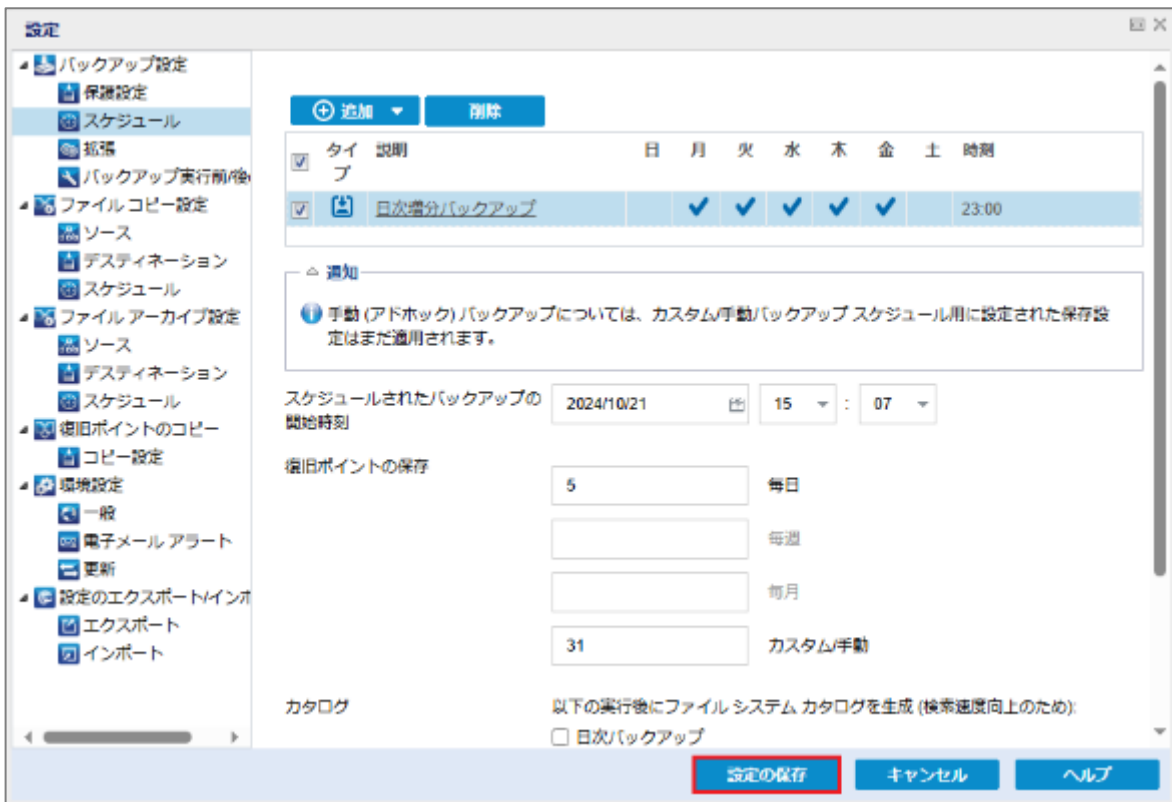 設定
バックアップ設定
保護設定
スケジュール
拡張
バックアップ実行前/後
ファイル コピー設定
ソース
デスティネーション
スケジュール
ファイル アーカイブ設定
ソース
デスティネーション
スケジュール
復旧ポイントのコピー
コピー設定
環境設定
一般
電子メール アラート
更新
設定のエクスポート/インポ
エクスポート
インポート
追加 削除
タイプ 説明 日 月 火 水 木 金 土 時刻
日次増分バックアップ 23:00
通知
手動 (アドホック) バックアップについては、カスタム/手動バックアップ スケジュール用に設定された保存設
定はまだ適用されます。
スケジュールされたバックアップの
開始時刻
2024/10/21 15 : 07
復旧ポイントの保存
5 毎日
毎週
毎月
31 カスタム/手動
カタログ
以下の実行後にファイル システム カタログを生成 (検索速度向上のため):
日次バックアップ
設定の保存 キャンセル ヘルプ